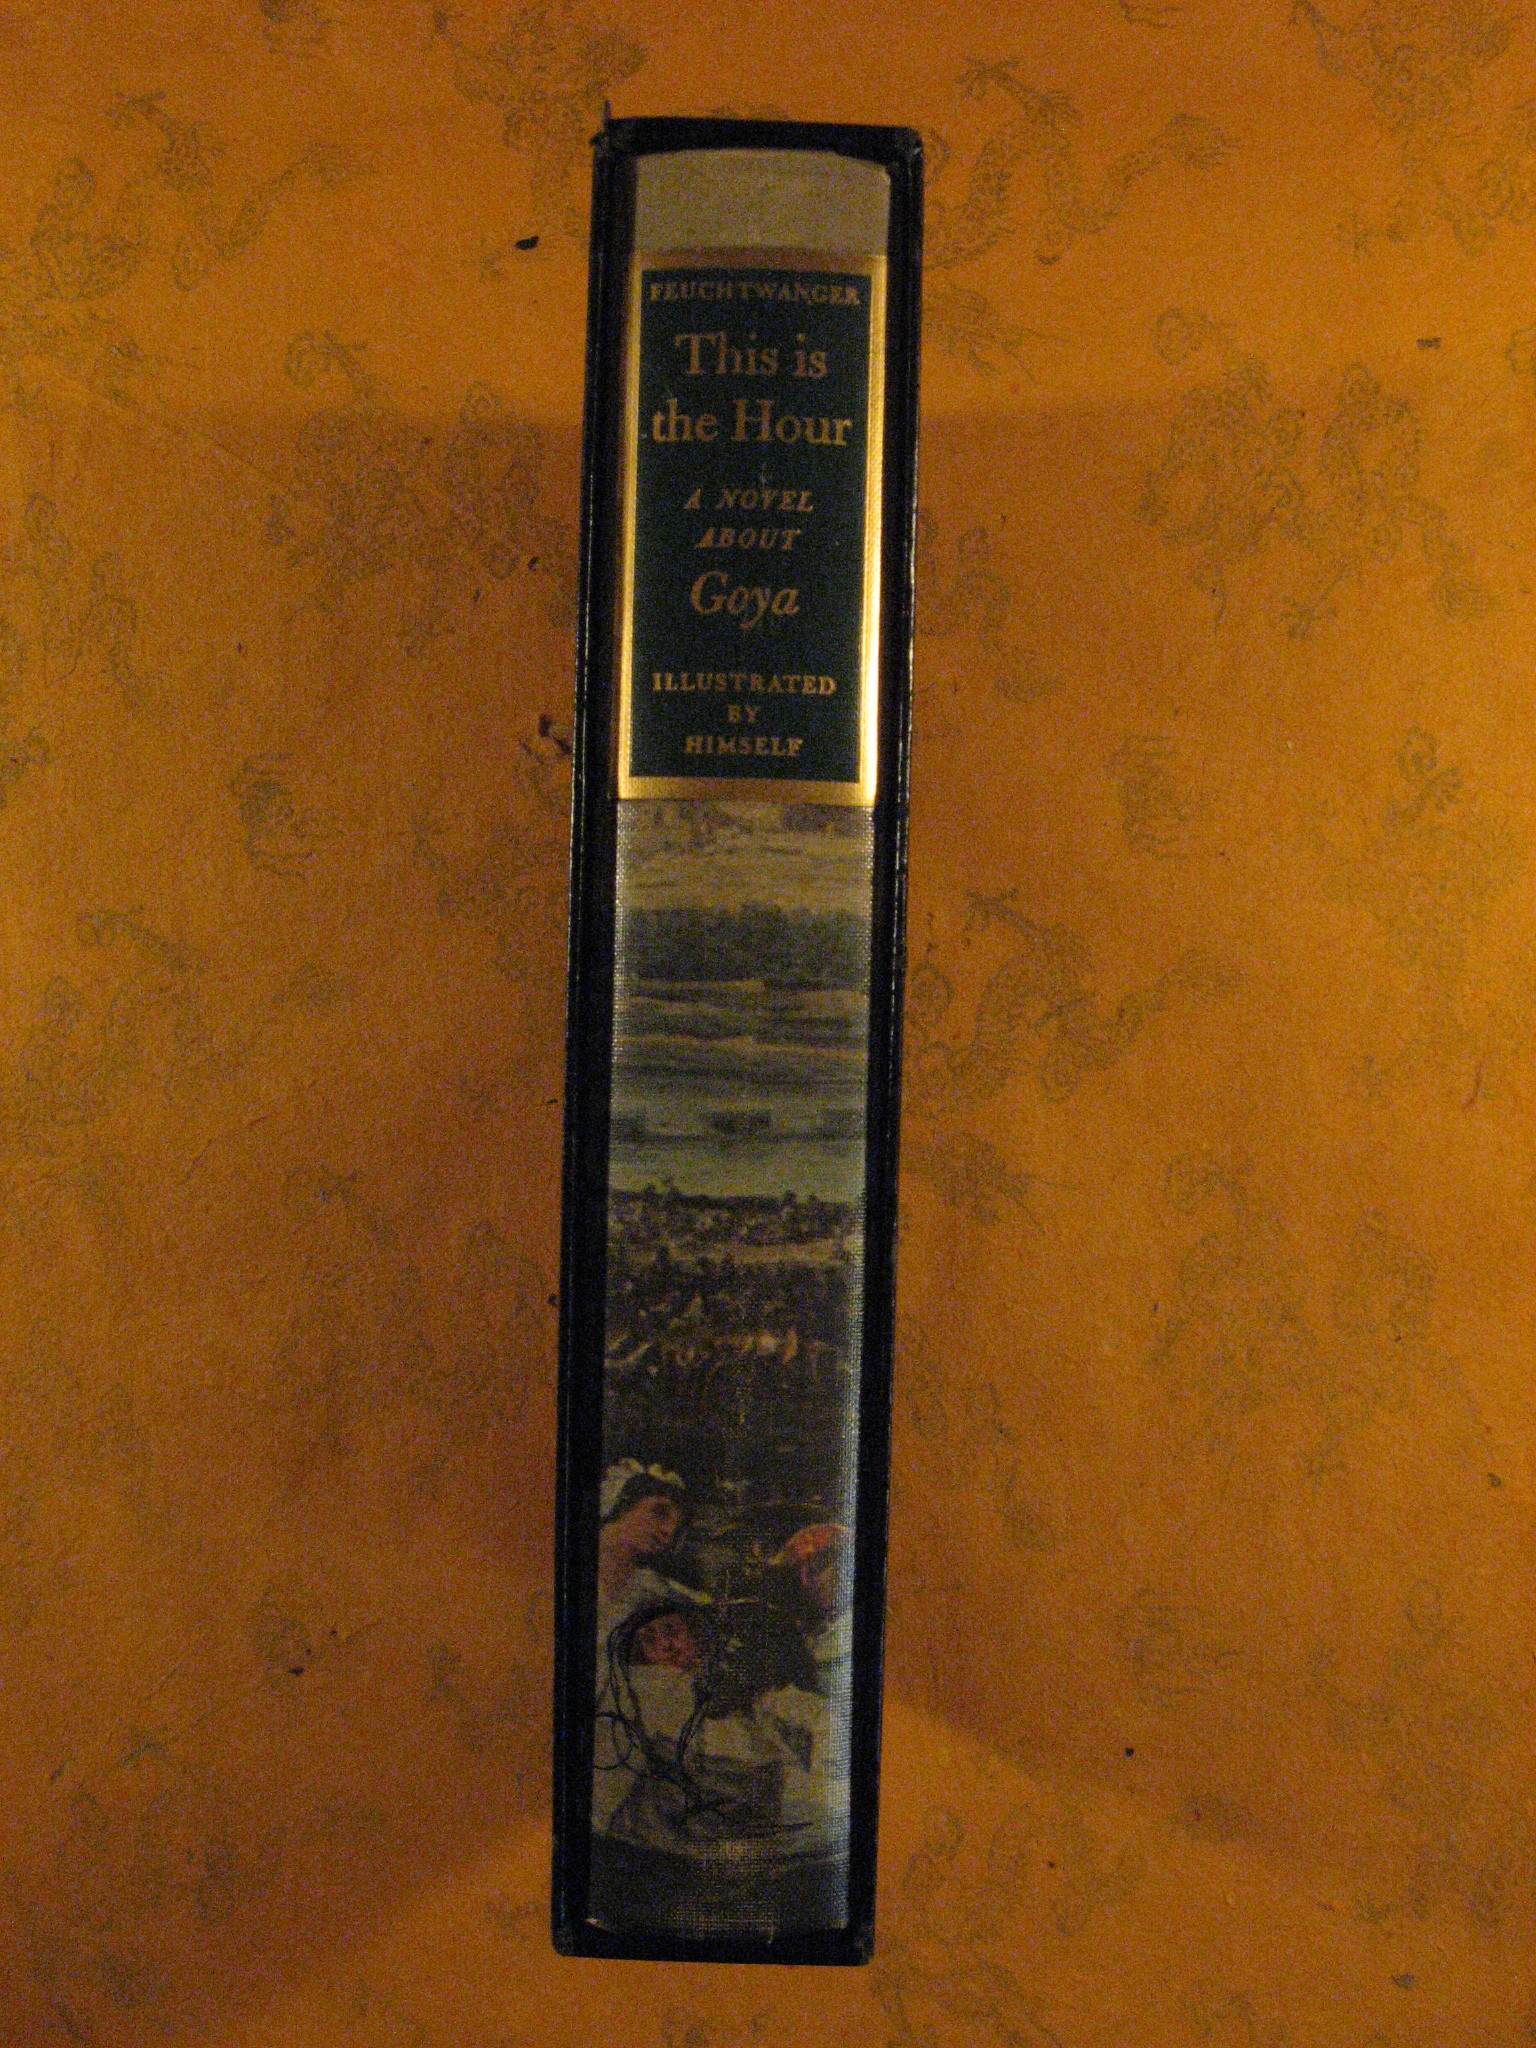 FEUCHTWANGER
This is
the Hour
A NOVEL
ABOUT
Goya
ILLUSTRATED
BY
HIMSELF